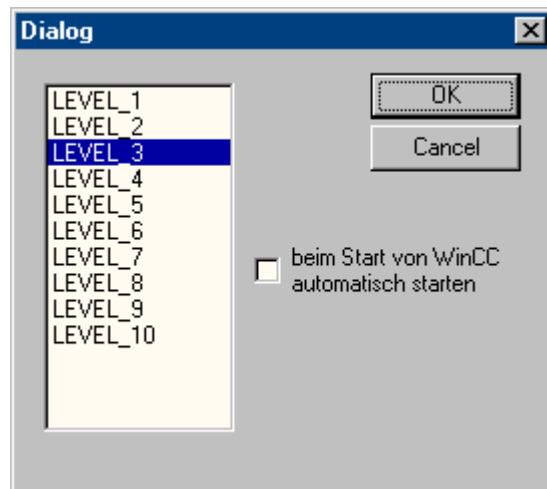 Dialog
LEVEL_1
LEVEL_2
LEVEL_3
LEVEL_4
LEVEL_5
LEVEL_6
LEVEL_7
LEVEL_8
LEVEL_9
LEVEL_10
OK
Cancel
beim Start von WinCC
automatisch starten